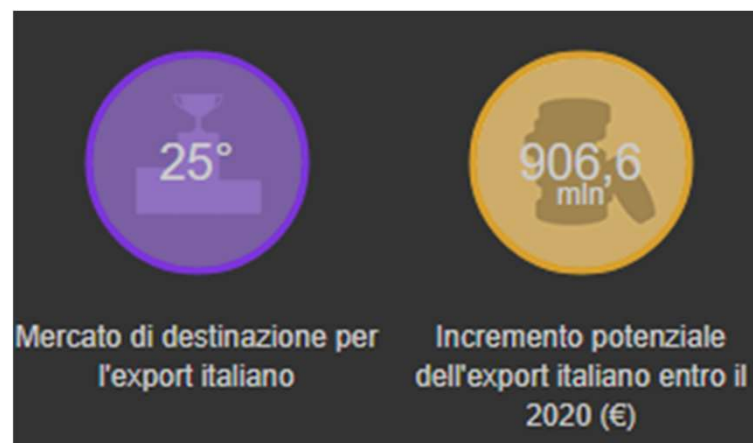 25°
Mercato di destinazione per
l'export italiano
906,6
mln
Incremento potenziale
dell'export italiano entro il
2020 (€)